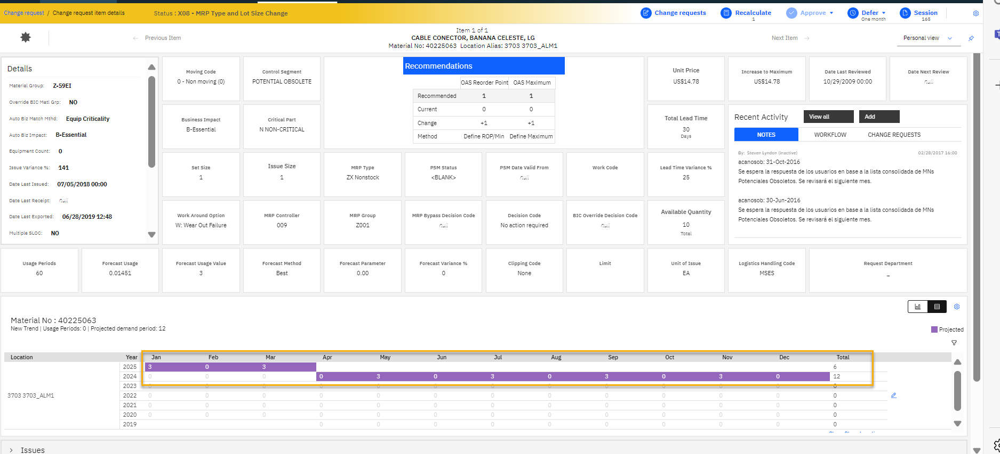 Change request / Change request item details
Status : X08 - MRP Type and Lot Size Change
Change requests
Recalculate
1
Approve
Defer
One month
Session
165
Previous Item
Item 1 of 1
CABLE CONECTOR, BANANA CELESTE, LG
Material No: 40225063 Location Alias: 3703 3703_ALM1
Next Item
Personal view
Details
Material Group: Z-59EI
Override BIC Matl Grp: NO
Auto Biz Match Mthd: Equip Criticality
Auto Biz Impact: B-Essential
Equipment Count: 0
Issue Variance %: 141
Date Last Issued: 07/05/2018 00:00
Date Last Receipt: null
Date Last Exported: 06/28/2019 12:48
Multiple SLOC: NO
Moving Code
0 - Non moving (0)
Control Segment
POTENTIAL OBSOLETE
Business Impact
B-Essential
Critical Part
N NON-CRITICAL
Recommendations
OAS Reorder Point OAS Maximum
Recommended 1 1
Current 0 0
Change +1 +1
Method Define ROP/Min Define Maximum
Unit Price
US$14.78
Increase to Maximum
US$14.78
Date Last Reviewed
10/29/2009 00:00
Date Next Review
null
Total Lead Time
30
Days
Recent Activity
View all
Add
NOTES WORKFLOW CHANGE REQUESTS
By: Steven Lyndon (inactive) 02/28/2017 16:00
acanosob: 31-Oct-2016
Se espera la respuesta de los usuarios en base a la lista consolidada de MNs
Potenciales Obsoletos. Se revisará el siguiente mes.
acanosob: 30-Jun-2016
Se espera la respuesta de los usuarios en base a la lista consolidada de MNs
Potenciales Obsoletos. Se revisará el siguiente mes.
Set Size
1
Issue Size
1
MRP Type
ZX Nonstock
PSM Status
<BLANK>
PSM Date Valid From
null
Work Code
Lead Time Variance %
25
Work Around Option
W: Wear Out Failure
MRP Controller
009
MRP Group
Z001
MRP Bypass Decision Code
null
Decision Code
No action required
BIC Override Decision Code
null
Available Quantity
10
Total
Usage Periods
60
Forecast Usage
0.01451
Forecast Usage Value
3
Forecast Method
Best
Forecast Parameter
0.00
Forecast Variance %
0
Clipping Code
None
Limit
Unit of Issue
EA
Logistics Handling Code
MSES
Request Department
–
Material No : 40225063
New Trend | Usage Periods: 0 | Projected demand period: 12
Projected
Location Year Jan Feb Mar Apr May Jun Jul Aug Sep Oct Nov Dec Total
2025 3 0 3 6
2024 0 0 0 0 3 0 3 0 3 0 3 0 12
2023 0 0 0 0 0 0 0 0 0 0 0 0 0
3703 3703_ALM1
2022 0 0 0 0 0 0 0 0 0 0 0 0 0
2021 0 0 0 0 0 0 0 0 0 0 0 0 0
2020 0 0 0 0 0 0 0 0 0 0 0 0 0
2019 0 0 0 0 0 0 0 0 0 0
Issues